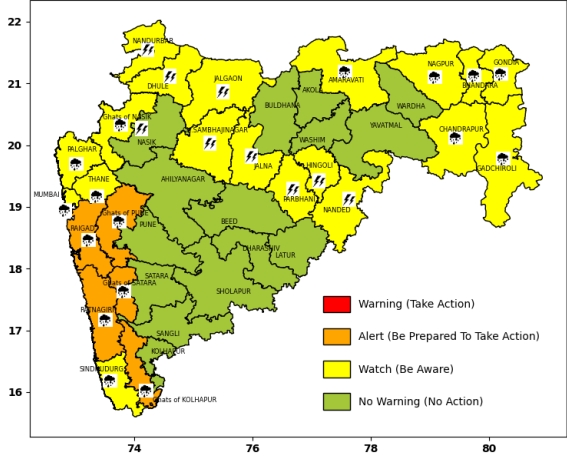 22
21
20
19
18
17
16
74
76
78
80
NANDURBAR
DHULE
JALGAON
AMARAVATI
NAGPUR
GONDIA
BHANDARA
Ghats of NASIK
NASIK
BULDHANA
AKOLA
WARDHA
SAMBHAJINAGAR
WASHIM
YAVATMAL
CHANDRAPUR
PALGHAR
JALNA
HINGOLI
GADCHIROLI
THANE
AHILYANAGAR
PARBHANI
MUMBAI
NANDED
Ghats of PUNE
PUNE
BEED
RAIGAD
DHARASHIV
LATUR
SATARA
Ghats of SATARA
SHOLAPUR
RATNAGIRI
SANGLI
KOLHAPUR
SINDHUDURG
Ghats of KOLHAPUR
Warning (Take Action)
Alert (Be Prepared To Take Action)
Watch (Be Aware)
No Warning (No Action)